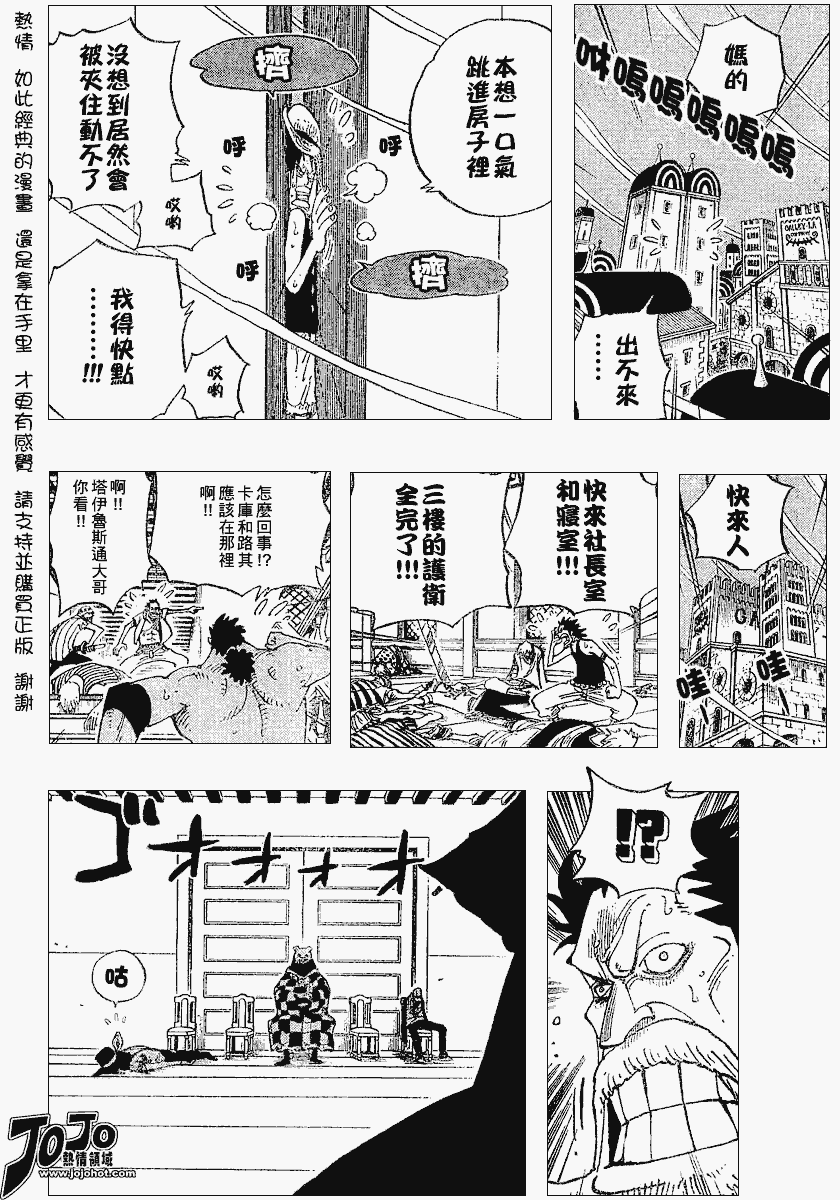 媽的
咻嗚嗚嗚嗚嗚
GALLEY-LA
COMPANY
出不來
……
本想一口氣
跳進房子裡
擠
呼
呼
擠
呼
沒想到居然會
被夾住動不了
哎喲
我得快點
………!!!
哎喲
快來人
GA
哇
哇
快來社長室
和寢室!!!
三樓的護衛
全完了!!!
怎麼回事!?
卡庫和路其
應該在那裡
啊!!
啊!!
塔伊魯斯通大哥
你看!!
!?
ゴオオオオ
咕
熱情 如此經典的漫畫 還是拿在手里 才更有感覺 請支持並購買正版 謝謝
JOJO
熱情領域
www.jojohot.com